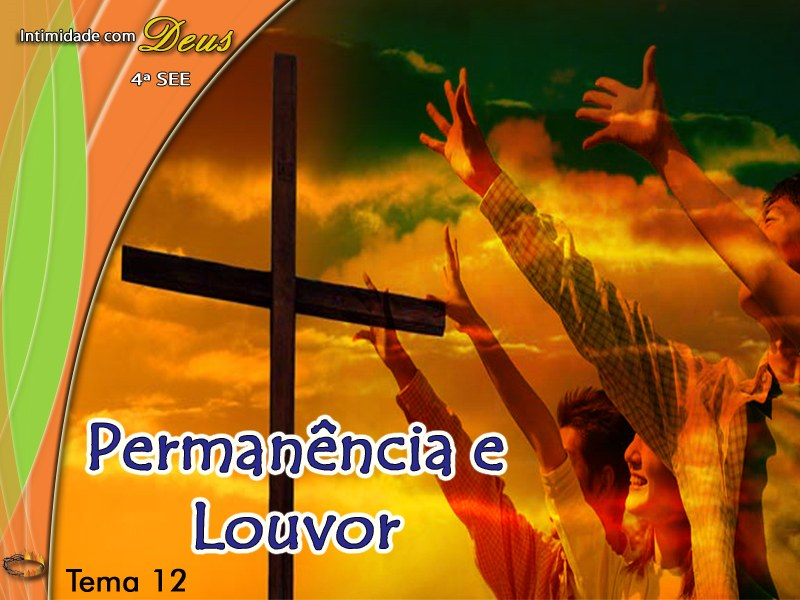 Intimidade com Deus
4ª SEE
Permanência e
Louvor
Tema 12